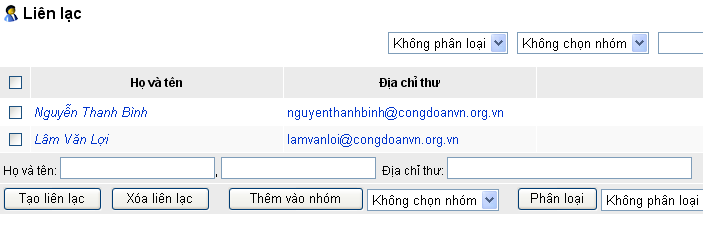 Liên lạc
Không phân loại Không chọn nhóm
Họ và tên Địa chỉ thư
Nguyễn Thanh Bình nguyenthanhbinh@congdoanvn.org.vn
Lâm Văn Lợi lamvanloi@congdoanvn.org.vn
Họ và tên: , Địa chỉ thư:
Tạo liên lạc Xóa liên lạc Thêm vào nhóm Không chọn nhóm Phân loại Không phân loại